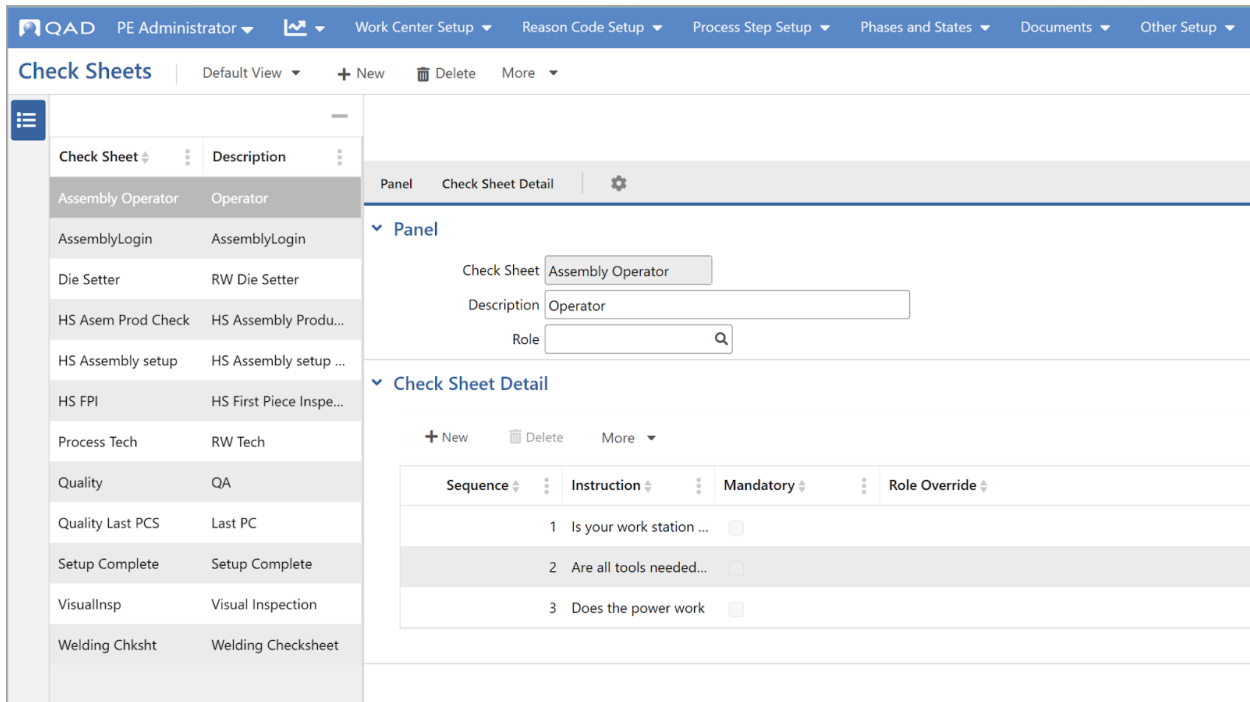 QAD PE Administrator Work Center Setup Reason Code Setup Process Step Setup Phases and States Documents Other Setup
Check Sheets Default View New Delete More
Check Sheet Description
Assembly Operator Operator
AssemblyLogin AssemblyLogin
Die Setter RW Die Setter
HS Asem Prod Check HS Assembly Produ...
HS Assembly setup HS Assembly setup ...
HS FPI HS First Piece Inspe...
Process Tech RW Tech
Quality QA
Quality Last PCS Last PC
Setup Complete Setup Complete
VisualInsp Visual Inspection
Welding Chksht Welding Checksheet
Panel Check Sheet Detail
Panel
Check Sheet Assembly Operator
Description Operator
Role
Check Sheet Detail
New Delete More
Sequence Instruction Mandatory Role Override
1 Is your work station ...
2 Are all tools needed...
3 Does the power work